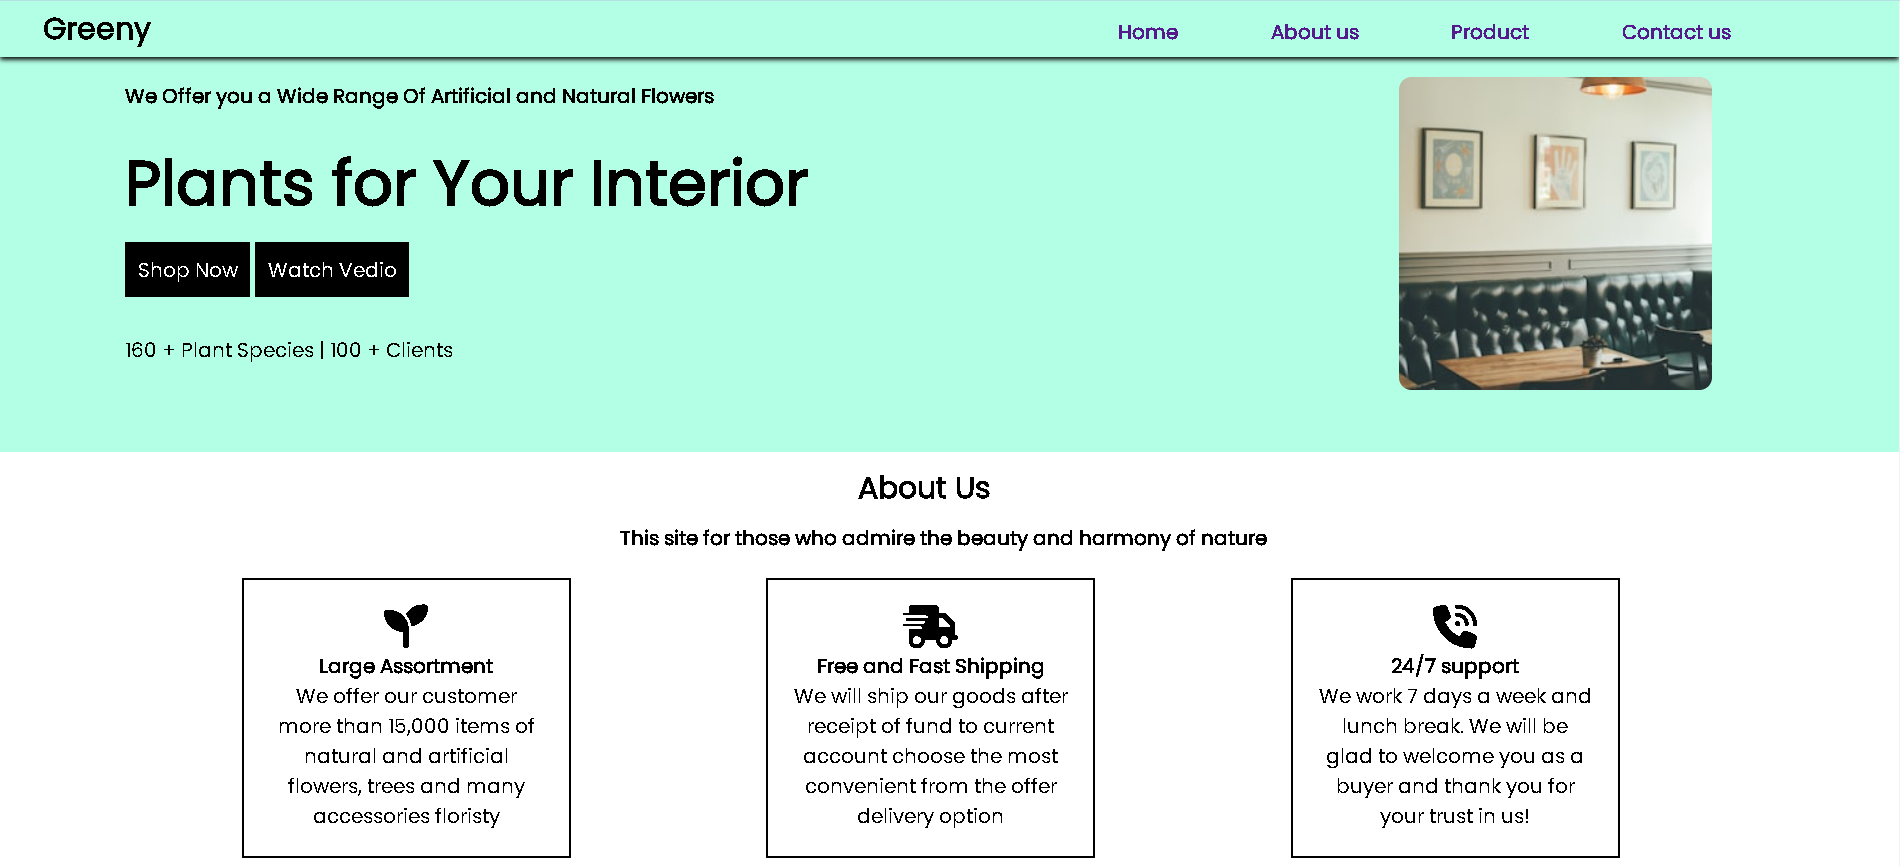 Greeny
Home About us Product Contact us
We Offer you a Wide Range Of Artificial and Natural Flowers
Plants for Your Interior
Shop Now Watch Vedio
160 + Plant Species | 100 + Clients
About Us
This site for those who admire the beauty and harmony of nature
Large Assortment
We offer our customer
more than 15,000 items of
natural and artificial
flowers, trees and many
accessories floristy
Free and Fast Shipping
We will ship our goods after
receipt of fund to current
account choose the most
convenient from the offer
delivery option
24/7 support
We work 7 days a week and
lunch break. We will be
glad to welcome you as a
buyer and thank you for
your trust in us!